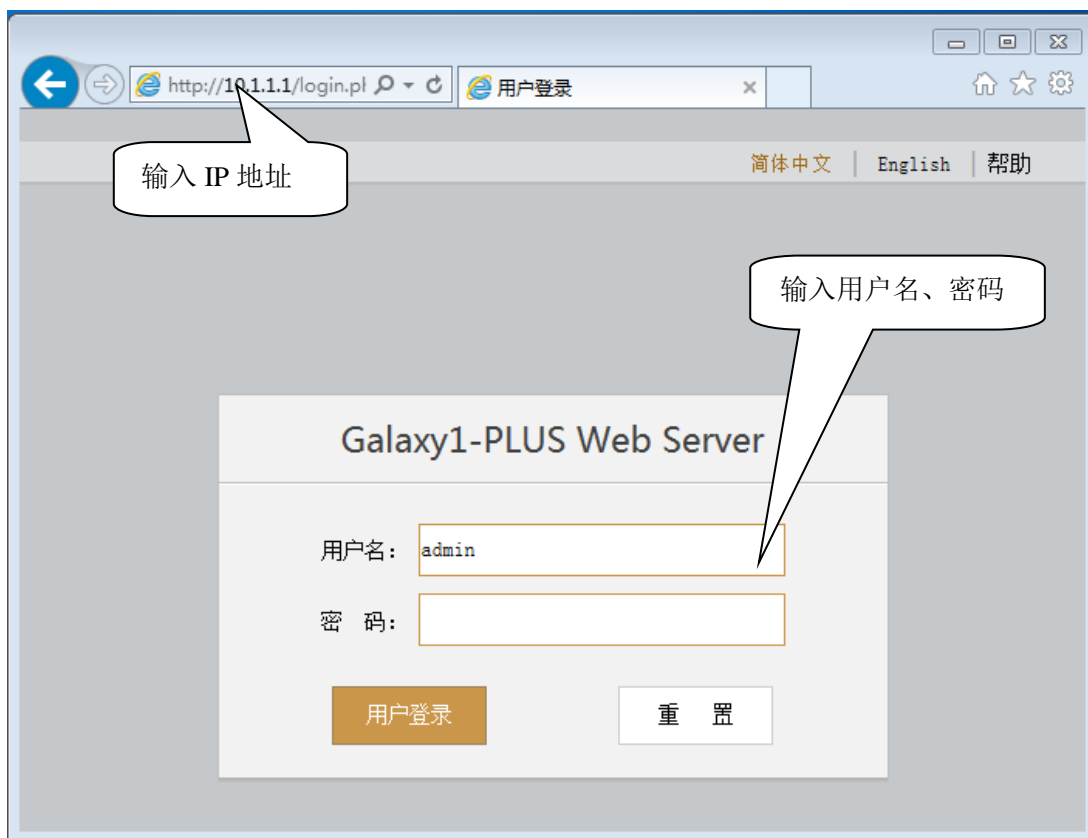 http://10.1.1.1/login.pl
用户登录
输入 IP 地址
简体中文 | English | 帮助
输入用户名、密码
Galaxy1-PLUS Web Server
用户名: admin
密 码:
用户登录
重 置